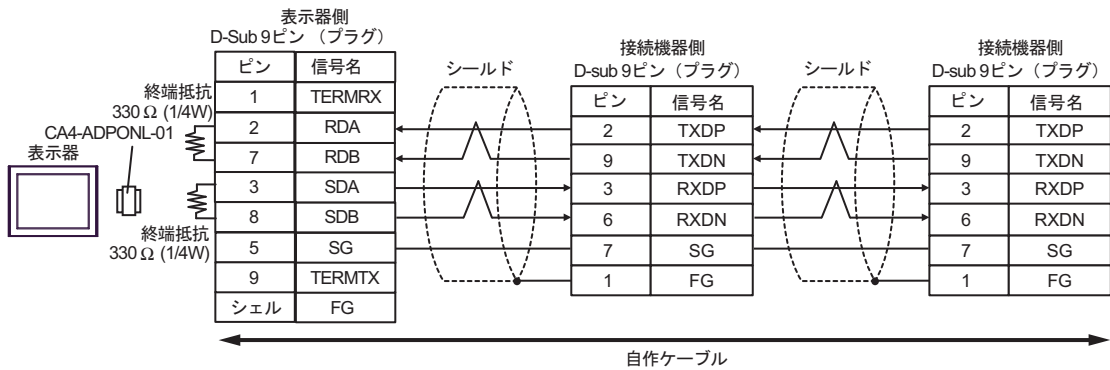 表示器側
D-Sub 9ピン （プラグ）
ピン 信号名
1 TERMRX
2 RDA
7 RDB
3 SDA
8 SDB
5 SG
9 TERMTX
シェル FG
終端抵抗
330 Ω (1/4W)
CA4-ADPONL-01
表示器
終端抵抗
330 Ω (1/4W)
シールド
接続機器側
D-sub 9ピン（プラグ）
ピン 信号名
2 TXDP
9 TXDN
3 RXDP
6 RXDN
7 SG
1 FG
シールド
接続機器側
D-sub 9ピン（プラグ）
ピン 信号名
2 TXDP
9 TXDN
3 RXDP
6 RXDN
7 SG
1 FG
自作ケーブル